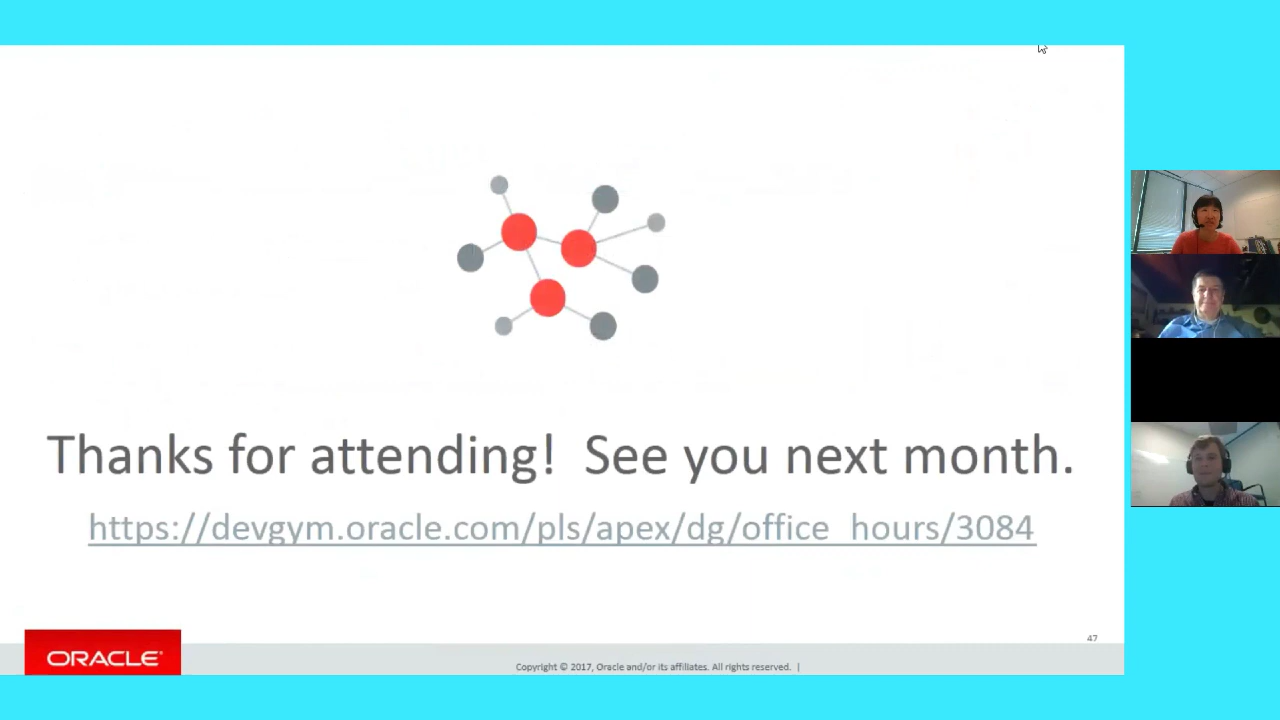 Thanks for attending!  See you next month.
https://devgym.oracle.com/pls/apex/dg/office_hours/3084
47
ORACLE®
Copyright © 2017, Oracle and/or its affiliates. All rights reserved.  |